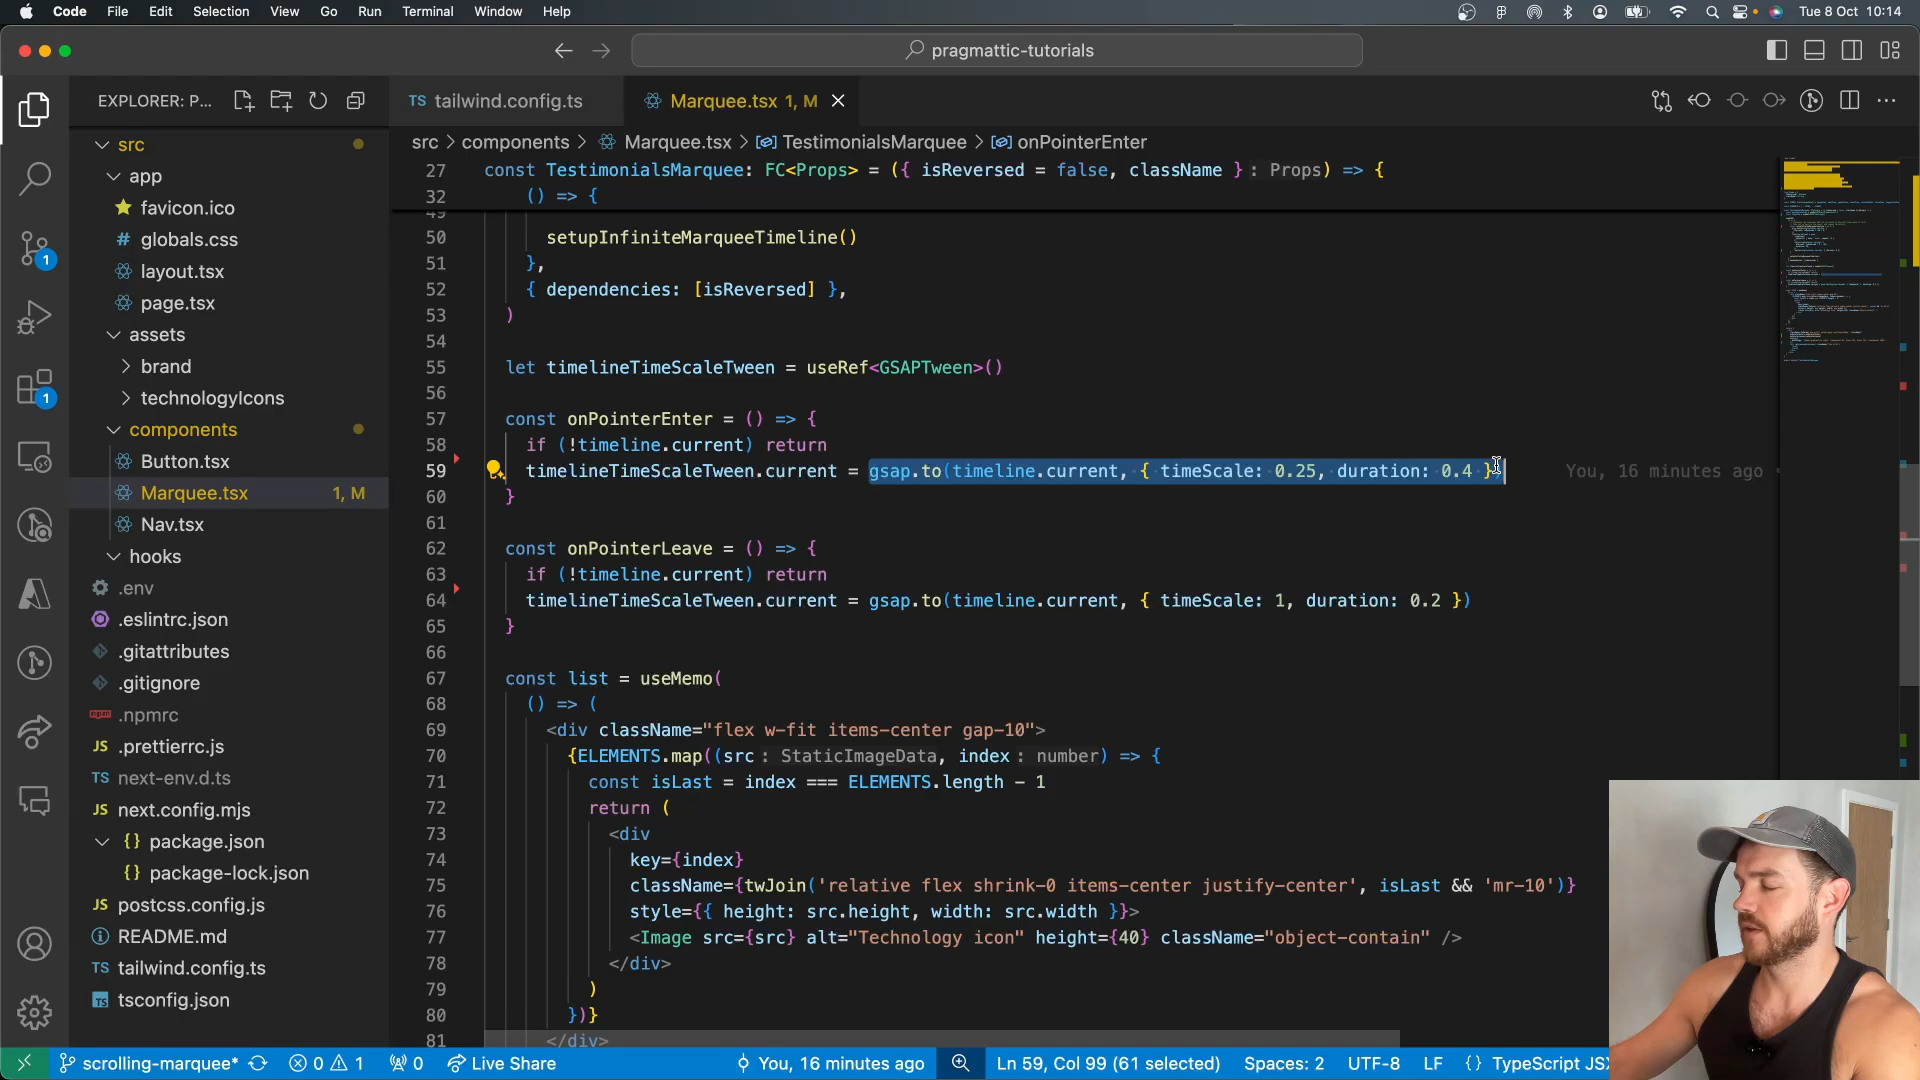 Code File Edit Selection View Go Run Terminal Window Help Tue 8 Oct 10:14
pragmattic-tutorials
EXPLORER: P...
TS tailwind.config.ts
Marquee.tsx 1, M
src > components > Marquee.tsx > TestimonialsMarquee > onPointerEnter
27 const TestimonialsMarquee: FC<Props> = ({ isReversed = false, className }: Props) => {
32 () => {
49
50 setupInfiniteMarqueeTimeline()
51 },
52 { dependencies: [isReversed] },
53 )
54
55 let timelineTimeScaleTween = useRef<GSAPTween>()
56
57 const onPointerEnter = () => {
58 if (!timeline.current) return
59 timelineTimeScaleTween.current = gsap.to(timeline.current, { timeScale: 0.25, duration: 0.4 }) You, 16 minutes ago •
60 }
61
62 const onPointerLeave = () => {
63 if (!timeline.current) return
64 timelineTimeScaleTween.current = gsap.to(timeline.current, { timeScale: 1, duration: 0.2 })
65 }
66
67 const list = useMemo(
68 () => (
69 <div className="flex w-fit items-center gap-10">
70 {ELEMENTS.map((src: StaticImageData, index: number) => {
71 const isLast = index === ELEMENTS.length - 1
72 return (
73 <div
74 key={index}
75 className={twJoin('relative flex shrink-0 items-center justify-center', isLast && 'mr-10')}
76 style={{ height: src.height, width: src.width }}>
77 <Image src={src} alt="Technology icon" height={40} className="object-contain" />
78 </div>
79 )
80 })}
81 </div>
src
app
favicon.ico
# globals.css
layout.tsx
page.tsx
assets
brand
technologyIcons
components
Button.tsx
Marquee.tsx 1, M
Nav.tsx
hooks
.env
.eslintrc.json
.gitattributes
.gitignore
npm .npmrc
JS .prettierrc.js
TS next-env.d.ts
JS next.config.mjs
{} package.json
{} package-lock.json
JS postcss.config.js
README.md
TS tailwind.config.ts
TS tsconfig.json
1
1
scrolling-marquee* 0 1 0 Live Share You, 16 minutes ago Ln 59, Col 99 (61 selected) Spaces: 2 UTF-8 LF {} TypeScript JS